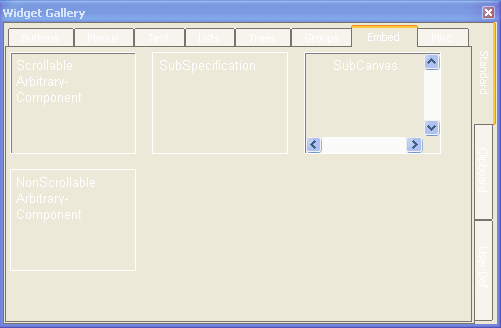 Widget Gallery
Buttons Menus Text Lists Trees Groups Embed Misc
Scrollable
Arbitrary-
Component
SubSpecification
SubCanvas
NonScrollable
Arbitrary-
Component
Standard
Clipboard
User Def